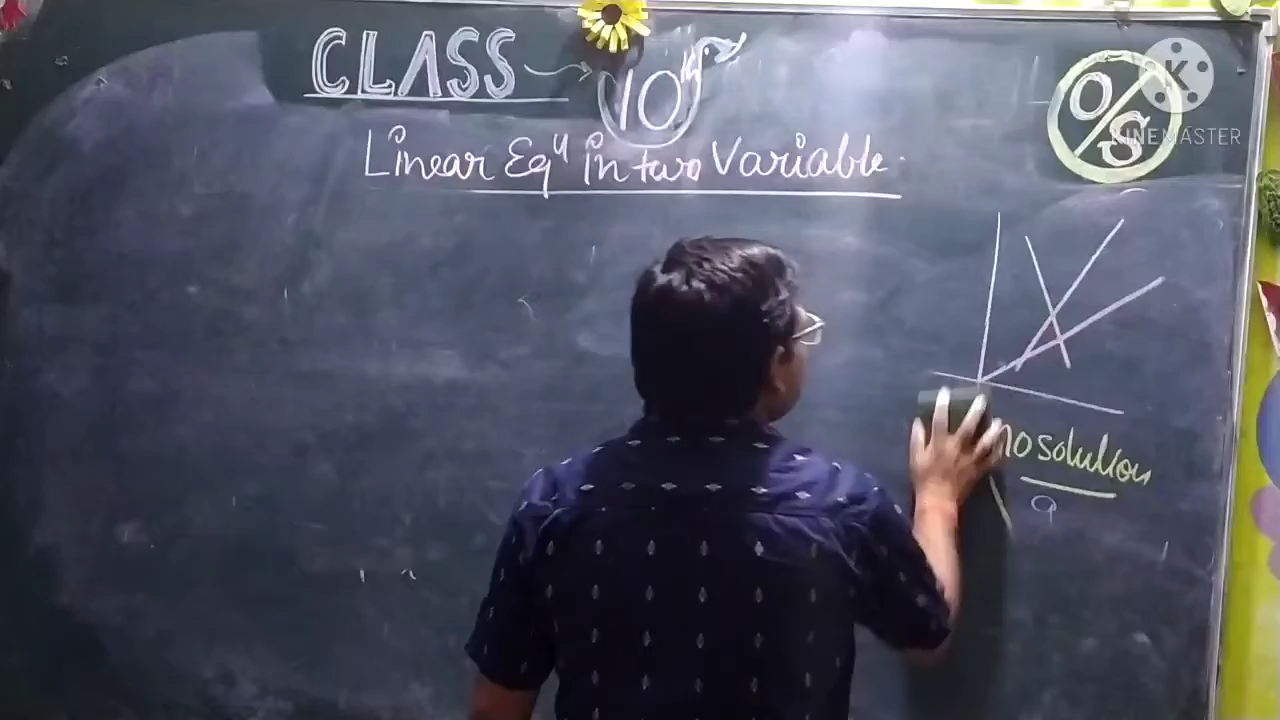 CLASS → 10th
Linear Eqⁿ in two Variable.
O/S
K
KINEMASTER
no solution
a